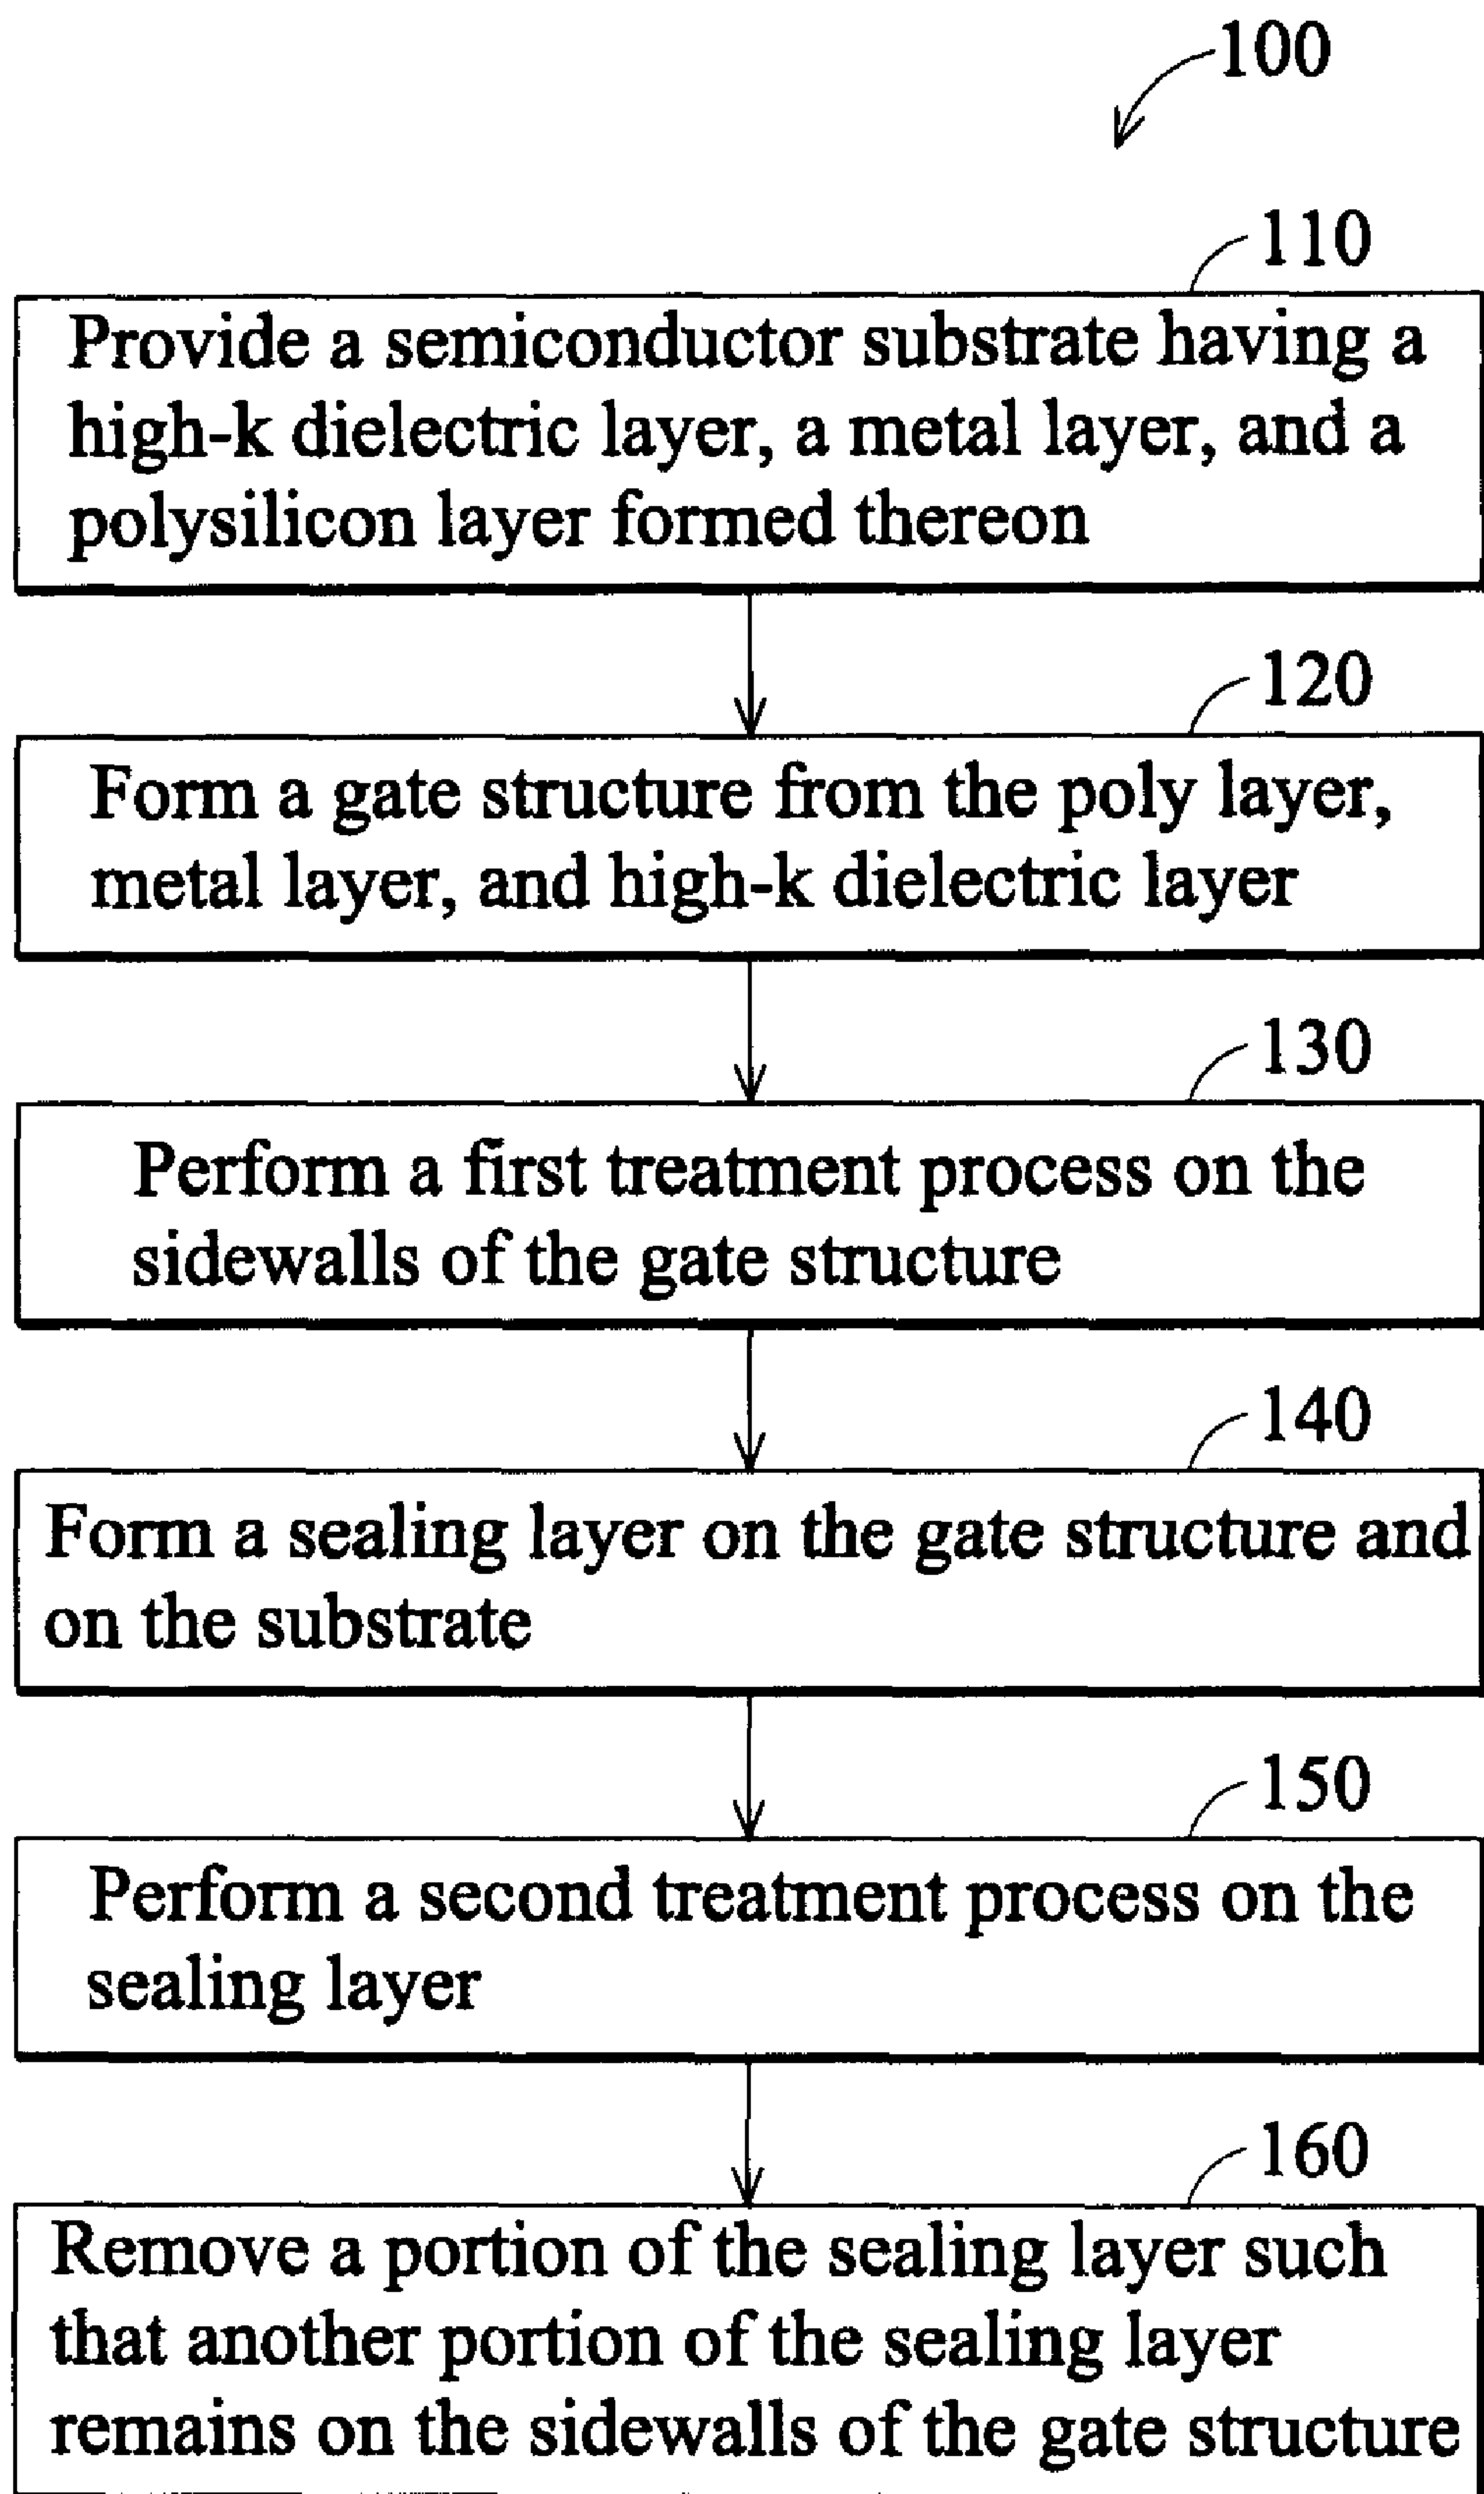 100
110
Provide a semiconductor substrate having a
high-k dielectric layer, a metal layer, and a
polysilicon layer formed thereon
120
Form a gate structure from the poly layer,
metal layer, and high-k dielectric layer
130
Perform a first treatment process on the
sidewalls of the gate structure
140
Form a sealing layer on the gate structure and
on the substrate
150
Perform a second treatment process on the
sealing layer
160
Remove a portion of the sealing layer such
that another portion of the sealing layer
remains on the sidewalls of the gate structure